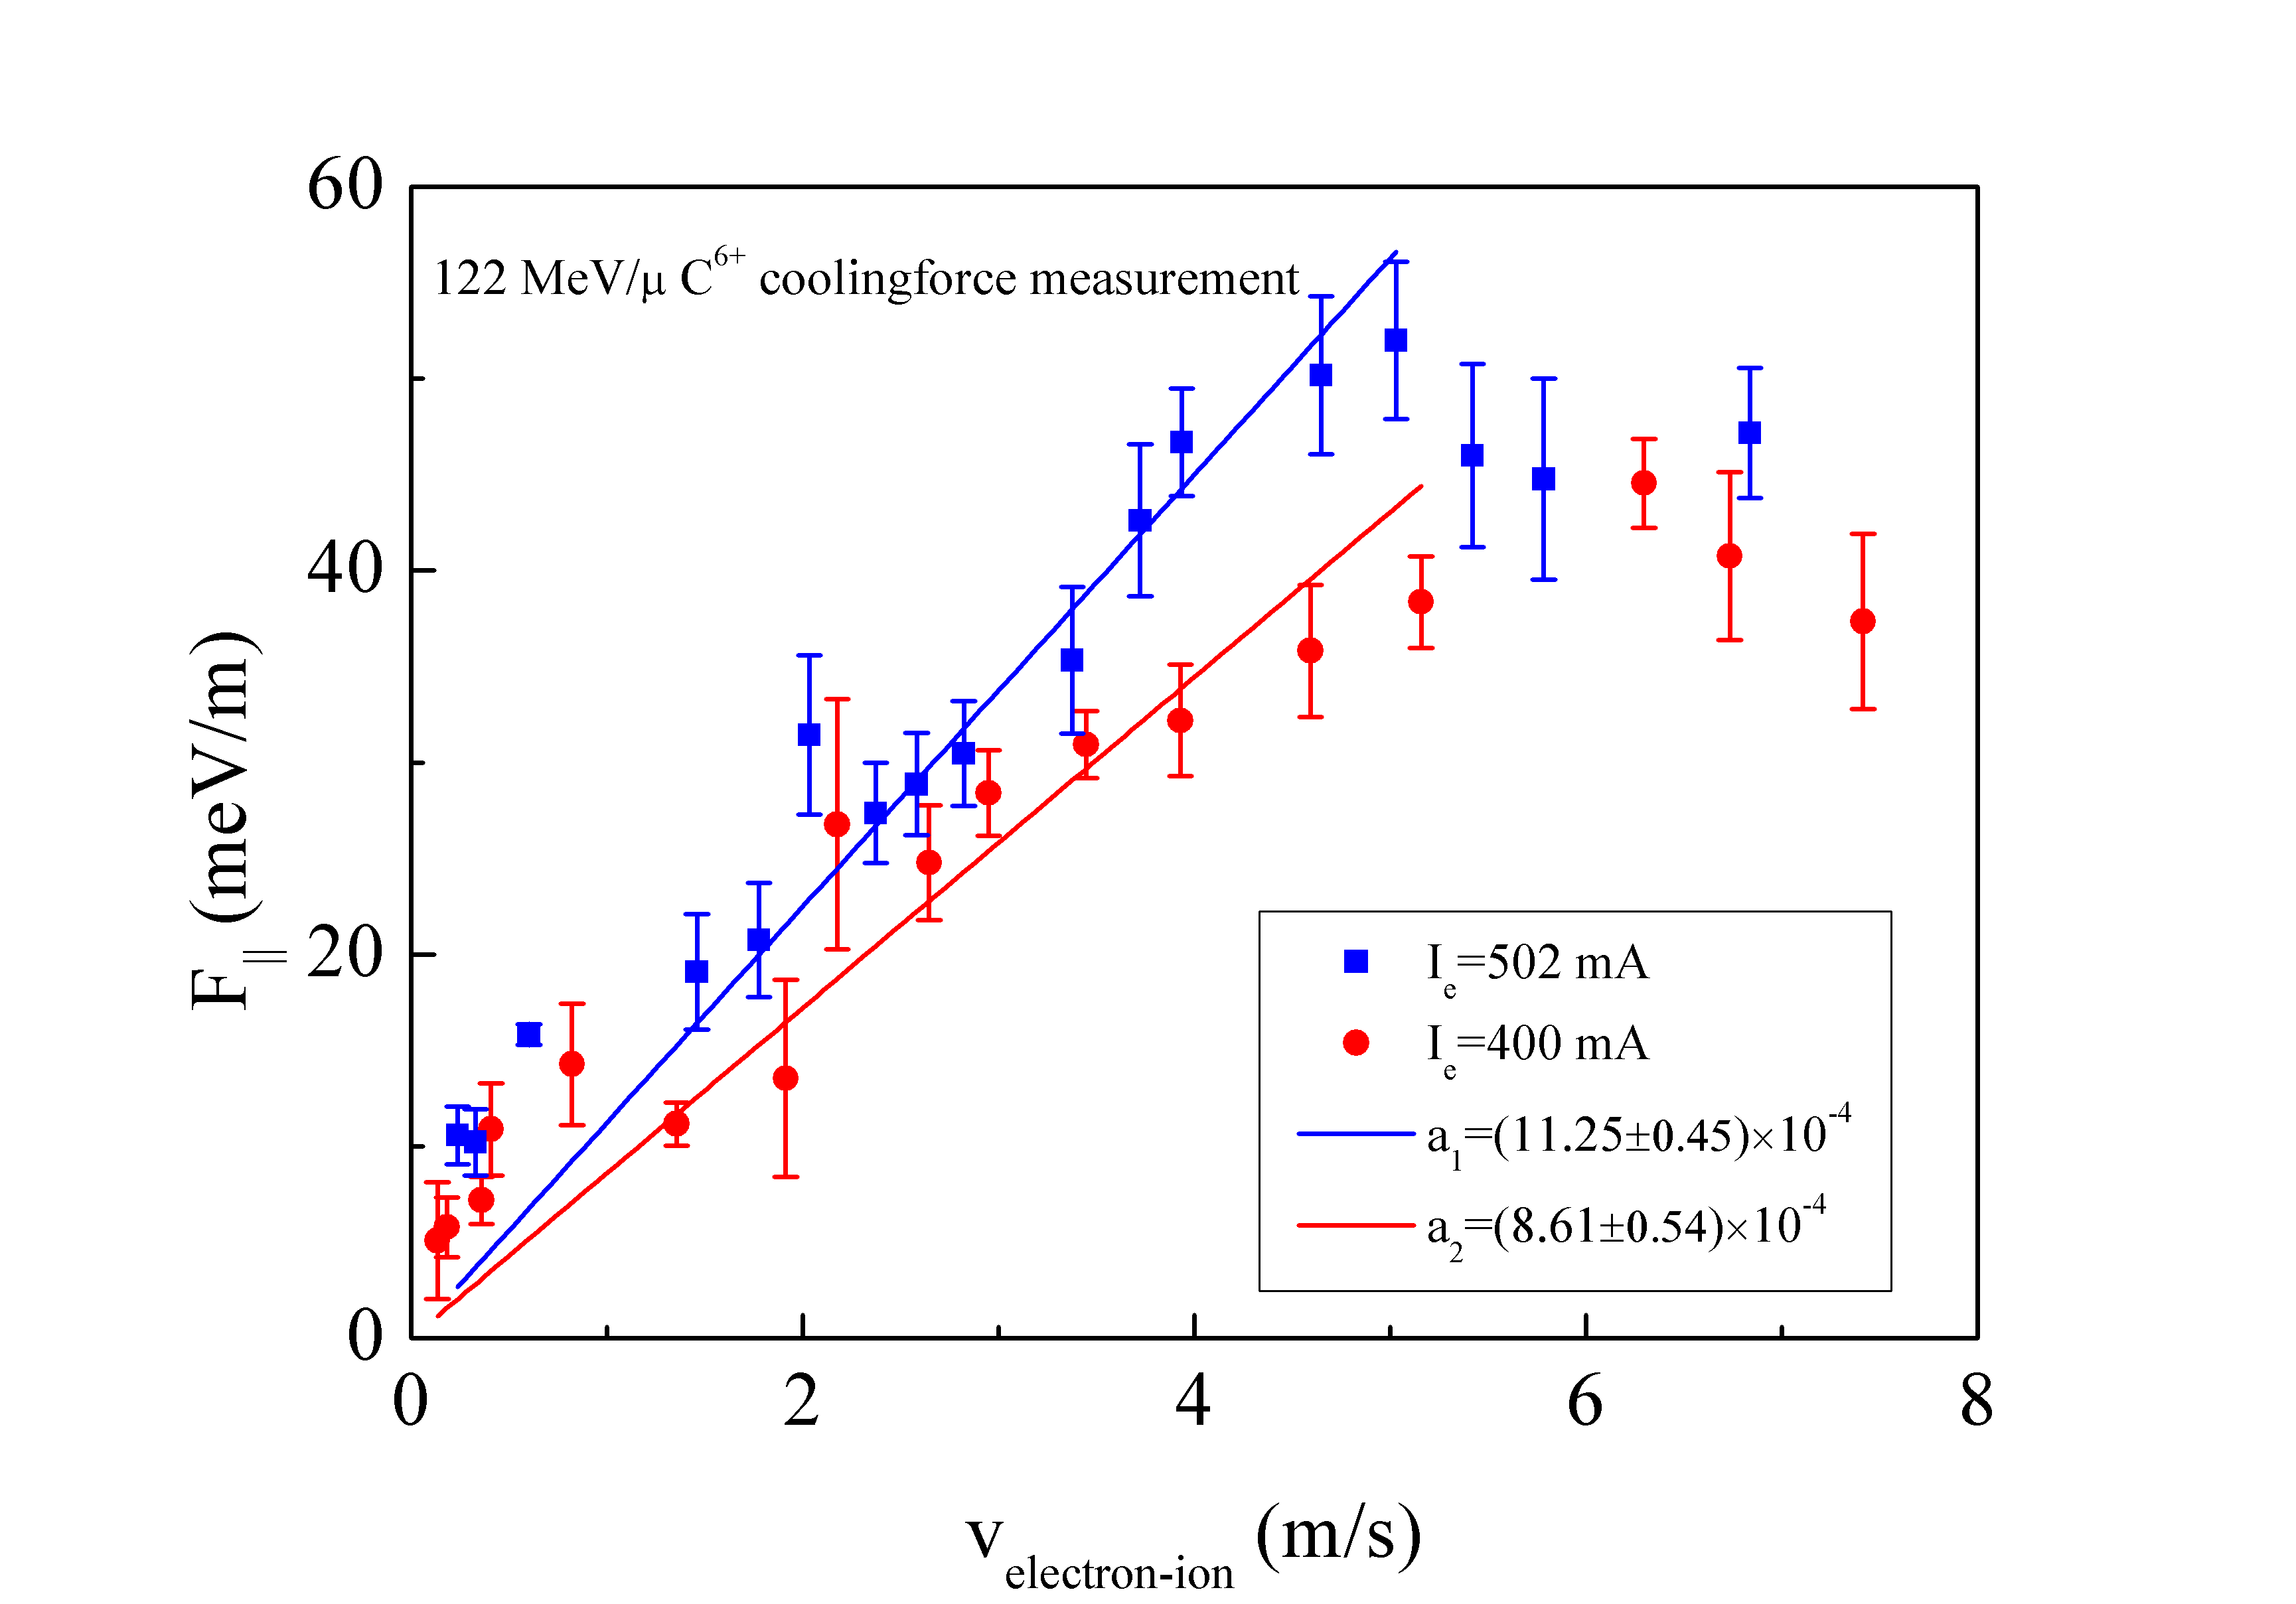 60
122 MeV/μ C⁶⁺ coolingforce measurement
40
F∥ (meV/m)
20
Iₑ=502 mA
Iₑ=400 mA
a₁=(11.25±0.45)×10⁻⁴
a₂=(8.61±0.54)×10⁻⁴
0
0 2 4 6 8
v_electron-ion (m/s)